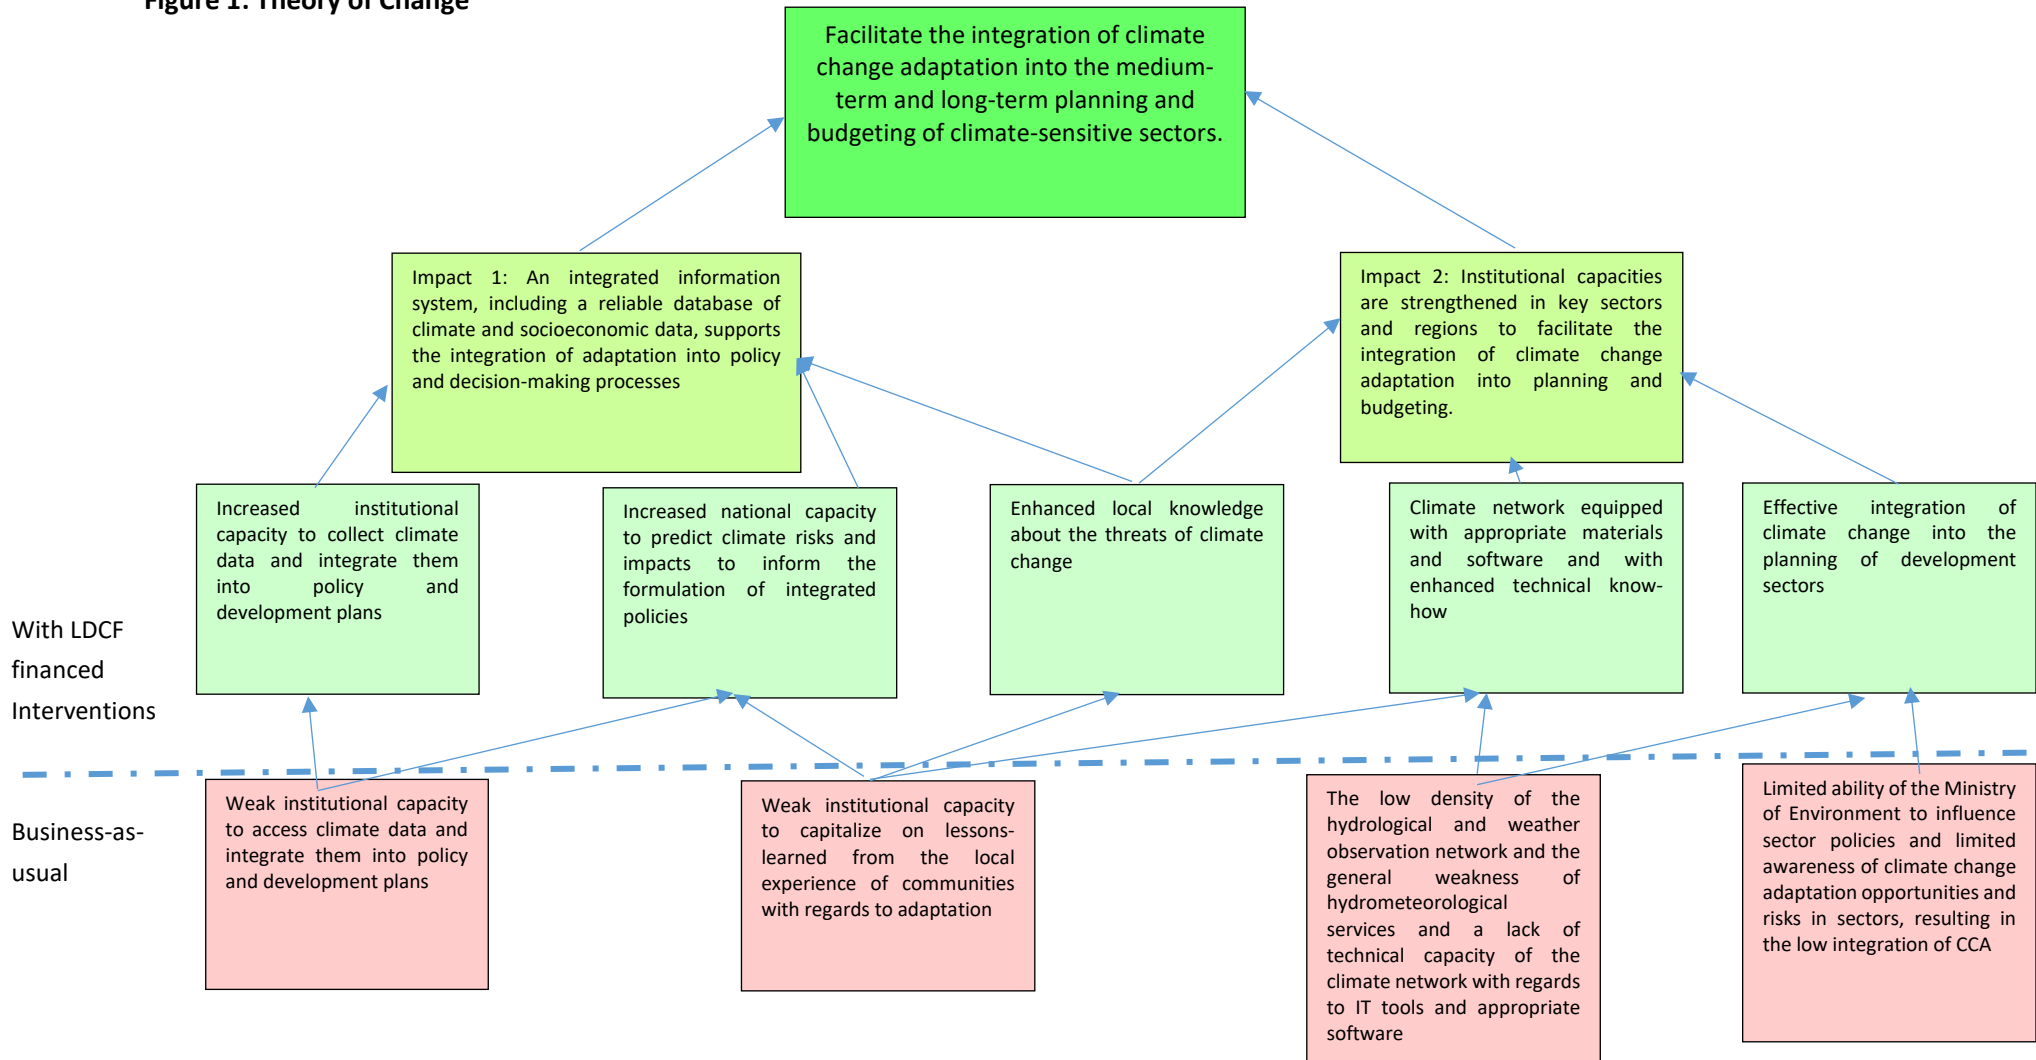 Figure 1: Theory of Change
Facilitate the integration of climate
change adaptation into the medium-
term and long-term planning and
budgeting of climate-sensitive sectors.
Impact 1: An integrated information
system, including a reliable database of
climate and socioeconomic data, supports
the integration of adaptation into policy
and decision-making processes
Impact 2: Institutional capacities
are strengthened in key sectors
and regions to facilitate the
integration of climate change
adaptation into planning and
budgeting.
Increased institutional
capacity to collect climate
data and integrate them
into policy and
development plans
Increased national capacity
to predict climate risks and
impacts to inform the
formulation of integrated
policies
Enhanced local knowledge
about the threats of climate
change
Climate network equipped
with appropriate materials
and software and with
enhanced technical know-
how
Effective integration of
climate change into the
planning of development
sectors
With LDCF
financed
Interventions
Business-as-
usual
Weak institutional capacity
to access climate data and
integrate them into policy
and development plans
Weak institutional capacity
to capitalize on lessons-
learned from the local
experience of communities
with regards to adaptation
The low density of the
hydrological and weather
observation network and the
general weakness of
hydrometeorological
services and a lack of
technical capacity of the
climate network with regards
to IT tools and appropriate
software
Limited ability of the Ministry
of Environment to influence
sector policies and limited
awareness of climate change
adaptation opportunities and
risks in sectors, resulting in
the low integration of CCA